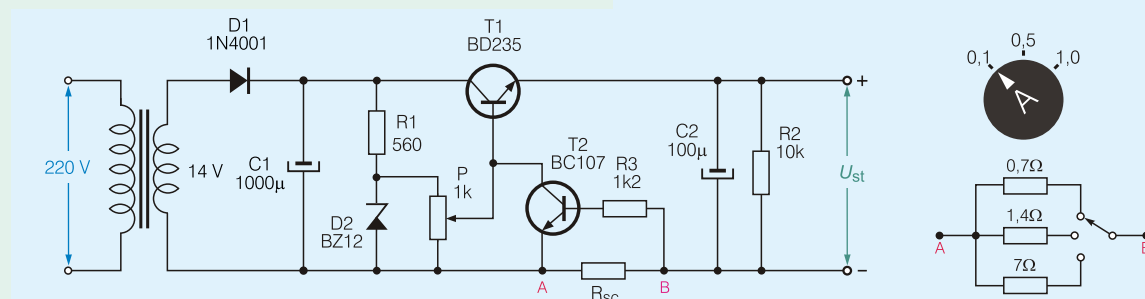 D1
1N4001
T1
BD235
220 V
14 V
C1
1000µ
R1
560
D2
BZ12
P
1k
T2
BC107
R3
1k2
A
RSC
B
C2
100µ
R2
10k
+
Ust
−
0,1
0,5
1,0
A
0,7Ω
1,4Ω
7Ω
A